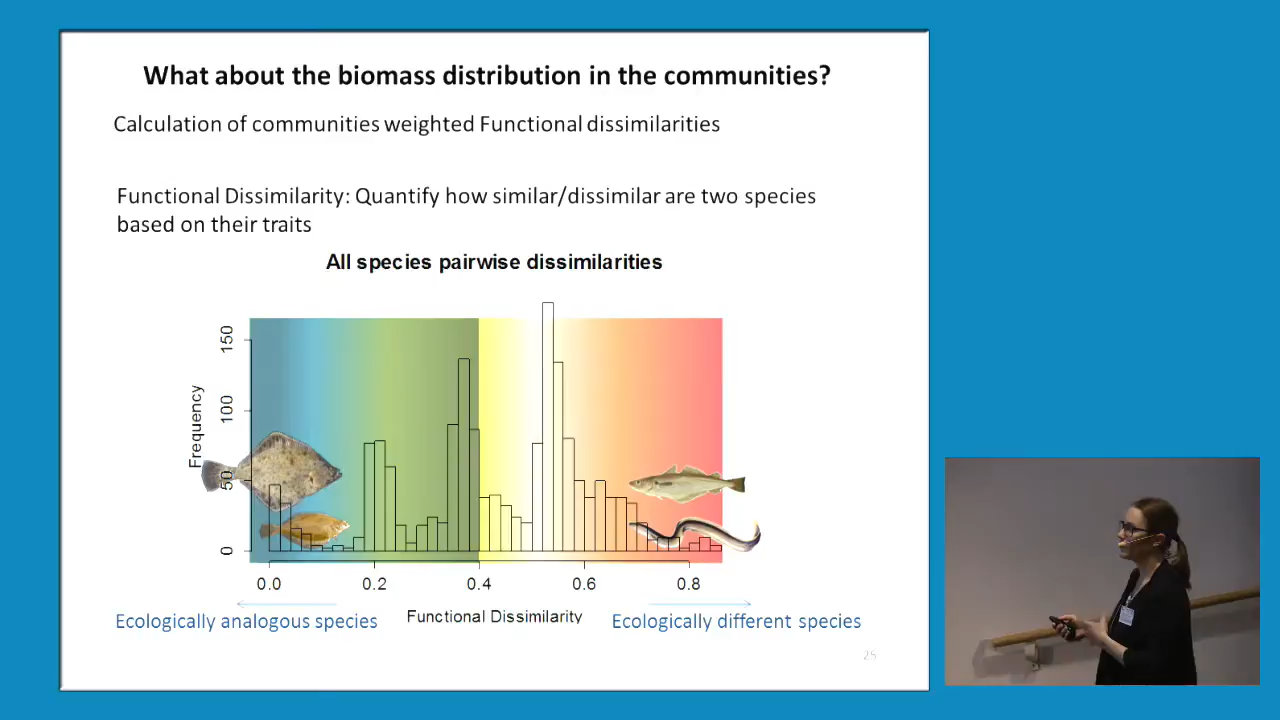 What about the biomass distribution in the communities?
Calculation of communities weighted Functional dissimilarities
Functional Dissimilarity: Quantify how similar/dissimilar are two species
based on their traits
All species pairwise dissimilarities
Frequency
150
100
50
0
0.0 0.2 0.4 0.6 0.8
Functional Dissimilarity
Ecologically analogous species
Ecologically different species
25